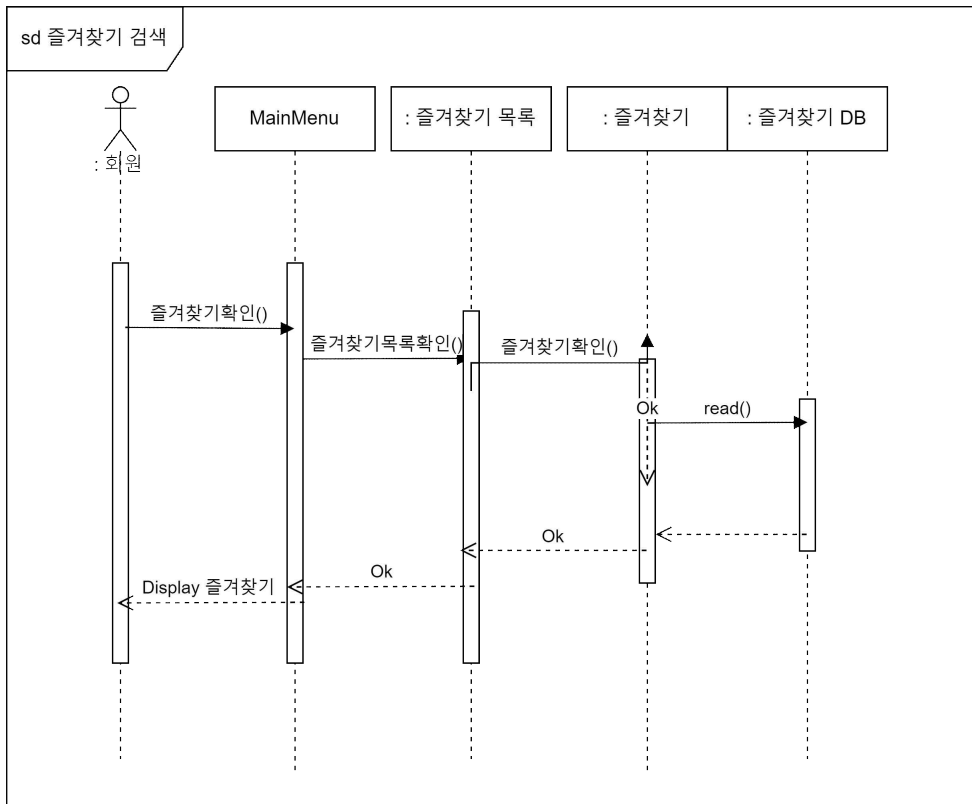 sd 즐겨찾기 검색
: 회원
MainMenu
: 즐겨찾기 목록
: 즐겨찾기
: 즐겨찾기 DB
즐겨찾기확인()
즐겨찾기목록확인()
즐겨찾기확인()
Ok
read()
Ok
Ok
Display 즐겨찾기